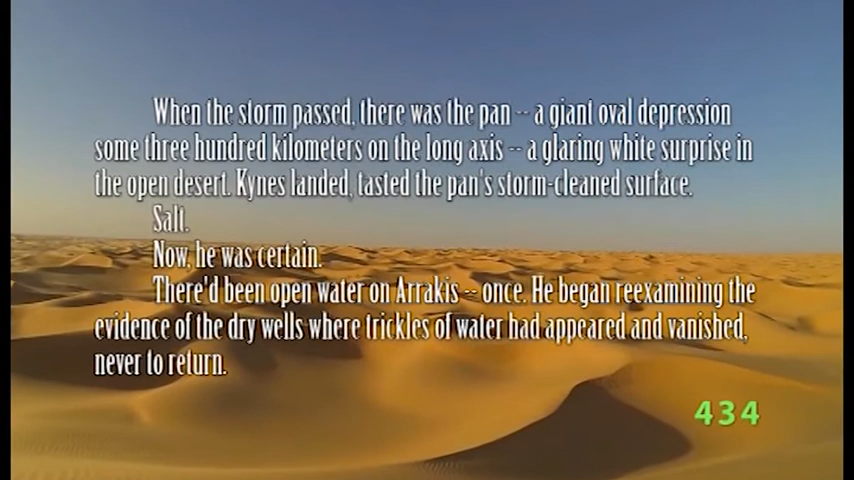 When the storm passed, there was the pan -- a giant oval depression
some three hundred kilometers on the long axis -- a glaring white surprise in
the open desert. Kynes landed, tasted the pan's storm-cleaned surface.
Salt.
Now, he was certain.
There'd been open water on Arrakis -- once. He began reexamining the
evidence of the dry wells where trickles of water had appeared and vanished,
never to return.
434